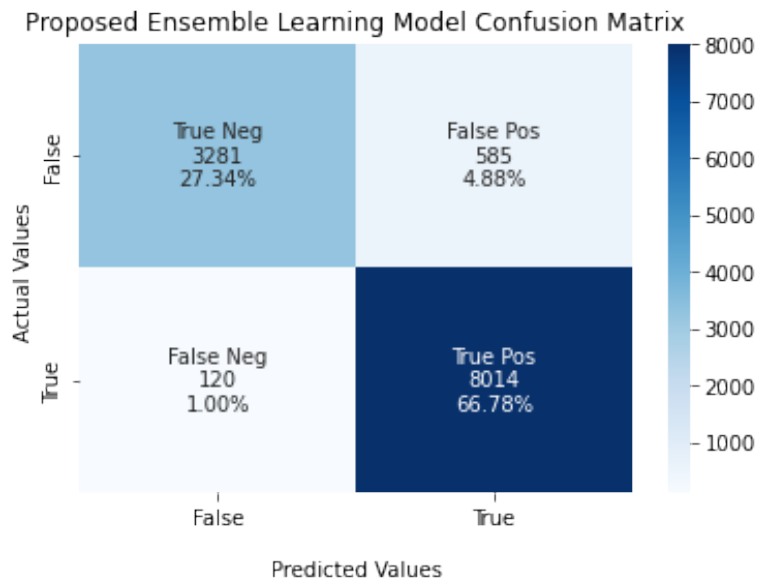 Proposed Ensemble Learning Model Confusion Matrix
True Neg
3281
27.34%
False Pos
585
4.88%
False Neg
120
1.00%
True Pos
8014
66.78%
Actual Values
False
True
False
True
Predicted Values
8000
7000
6000
5000
4000
3000
2000
1000